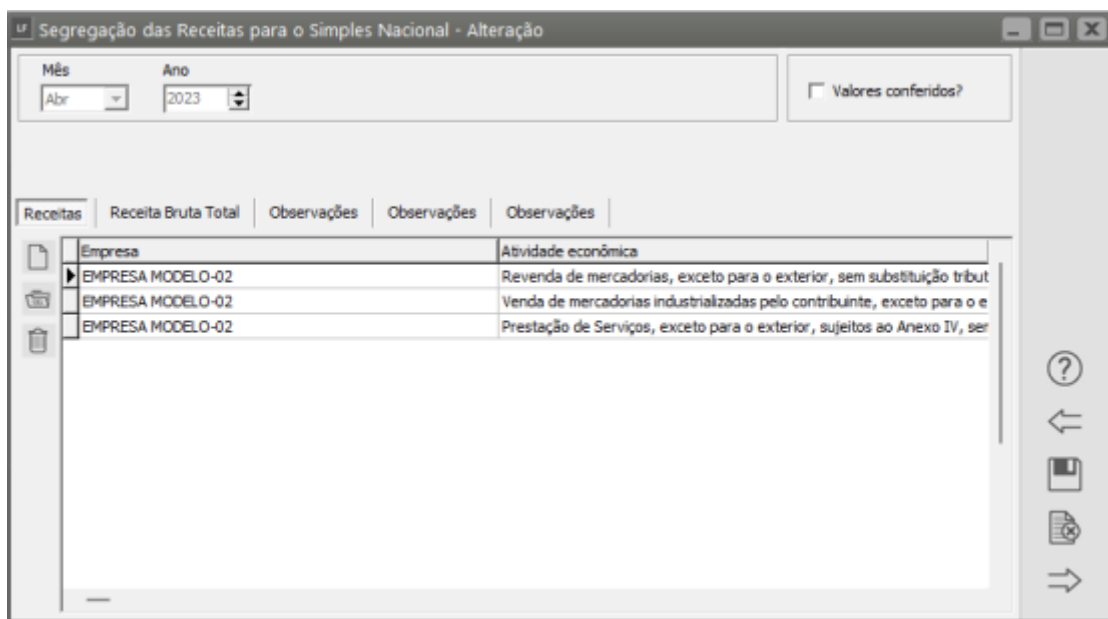 LF Segregação das Receitas para o Simples Nacional - Alteração
Mês Ano
Abr 2023 Valores conferidos?
Receitas Receita Bruta Total Observações Observações Observações
Empresa Atividade econômica
EMPRESA MODELO-02 Revenda de mercadorias, exceto para o exterior, sem substituição tribut
EMPRESA MODELO-02 Venda de mercadorias industrializadas pelo contribuinte, exceto para o e
EMPRESA MODELO-02 Prestação de Serviços, exceto para o exterior, sujeitos ao Anexo IV, ser